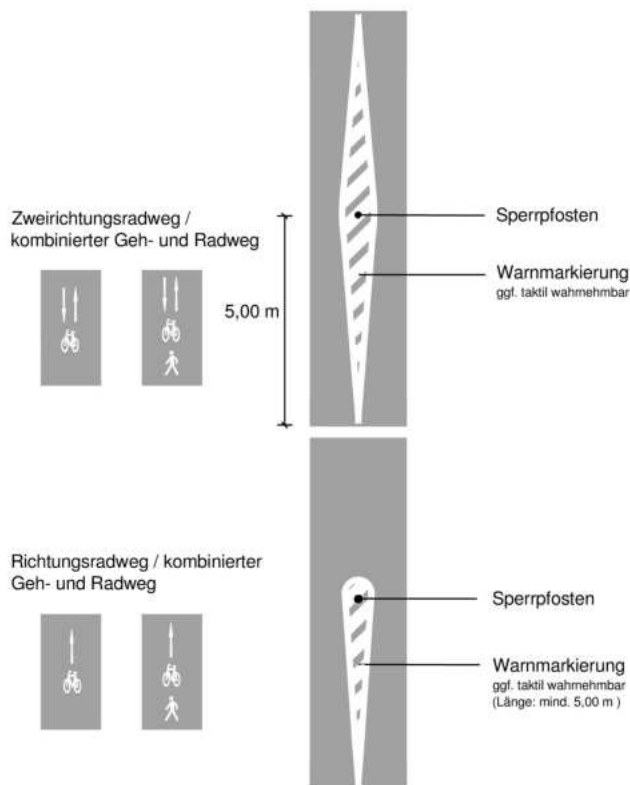 Zweirichtungsradweg /
kombinierter Geh- und Radweg
5,00 m
Sperrpfosten
Warnmarkierung
ggf. taktil wahrnehmbar
Richtungsradweg / kombinierter
Geh- und Radweg
Sperrpfosten
Warnmarkierung
ggf. taktil wahrnehmbar
(Länge: mind. 5,00 m )